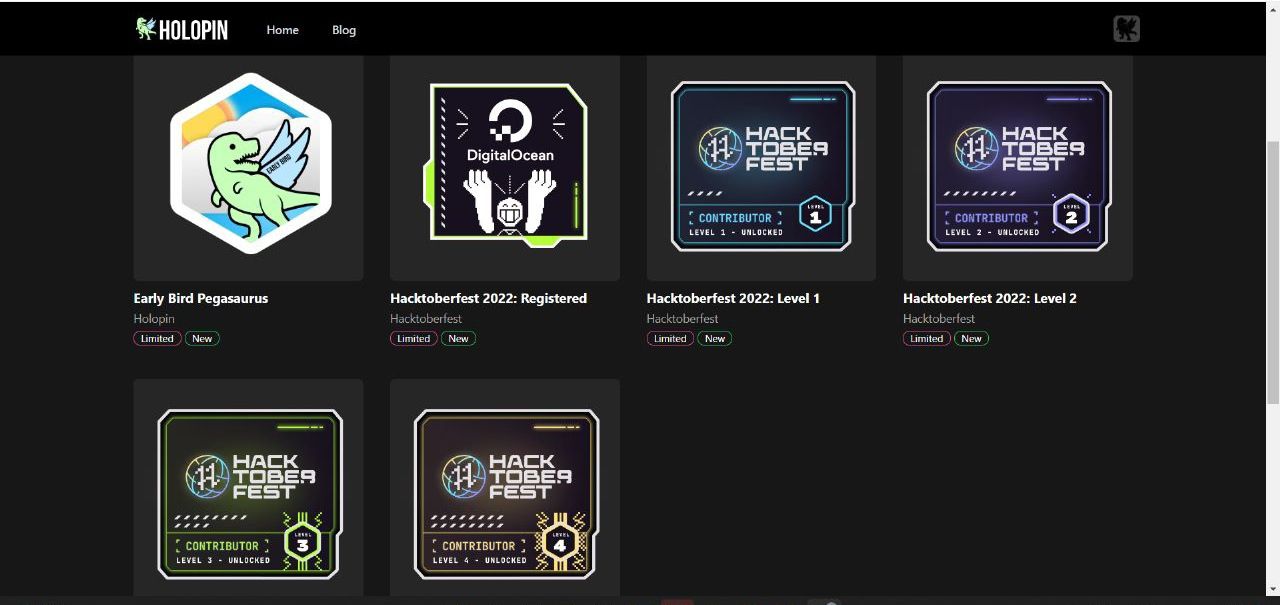 HOLOPIN
Home
Blog
EARLY BIRD
DigitalOcean
HACK
TOBER
FEST
CONTRIBUTOR
LEVEL 1 - UNLOCKED
LEVEL
1
HACK
TOBER
FEST
CONTRIBUTOR
LEVEL 2 - UNLOCKED
LEVEL
2
Early Bird Pegasaurus
Holopin
Limited
New
Hacktoberfest 2022: Registered
Hacktoberfest
Limited
New
Hacktoberfest 2022: Level 1
Hacktoberfest
Limited
New
Hacktoberfest 2022: Level 2
Hacktoberfest
Limited
New
HACK
TOBER
FEST
CONTRIBUTOR
LEVEL 3 - UNLOCKED
LEVEL
3
HACK
TOBER
FEST
CONTRIBUTOR
LEVEL 4 - UNLOCKED
LEVEL
4